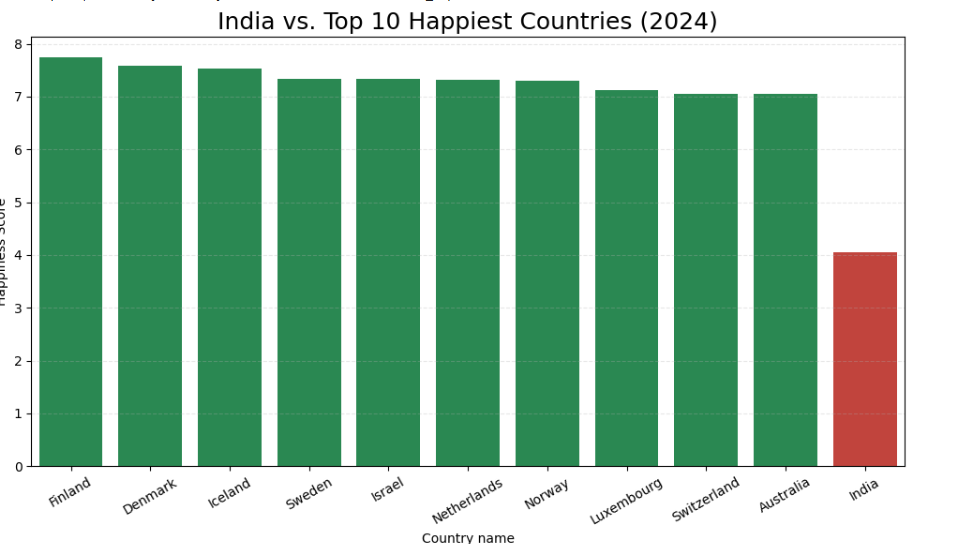 India vs. Top 10 Happiest Countries (2024)
8
7
6
5
4
3
2
1
0
Happiness Score
Finland
Denmark
Iceland
Sweden
Israel
Netherlands
Norway
Luxembourg
Switzerland
Australia
India
Country name